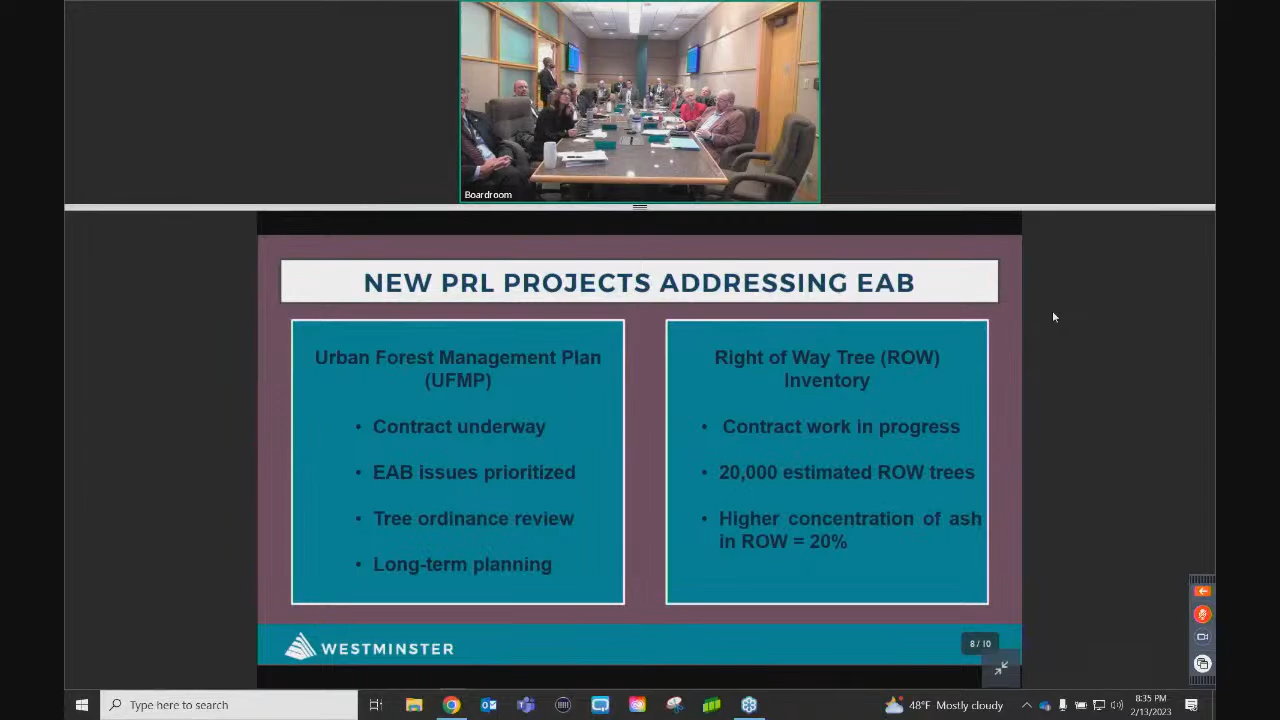 Boardroom
NEW PRL PROJECTS ADDRESSING EAB
Urban Forest Management Plan
(UFMP)
• Contract underway
• EAB issues prioritized
• Tree ordinance review
• Long-term planning
Right of Way Tree (ROW)
Inventory
• Contract work in progress
• 20,000 estimated ROW trees
• Higher concentration of ash
in ROW = 20%
WESTMINSTER
8/10
Type here to search
48°F Mostly cloudy
8:35 PM
2/13/2023